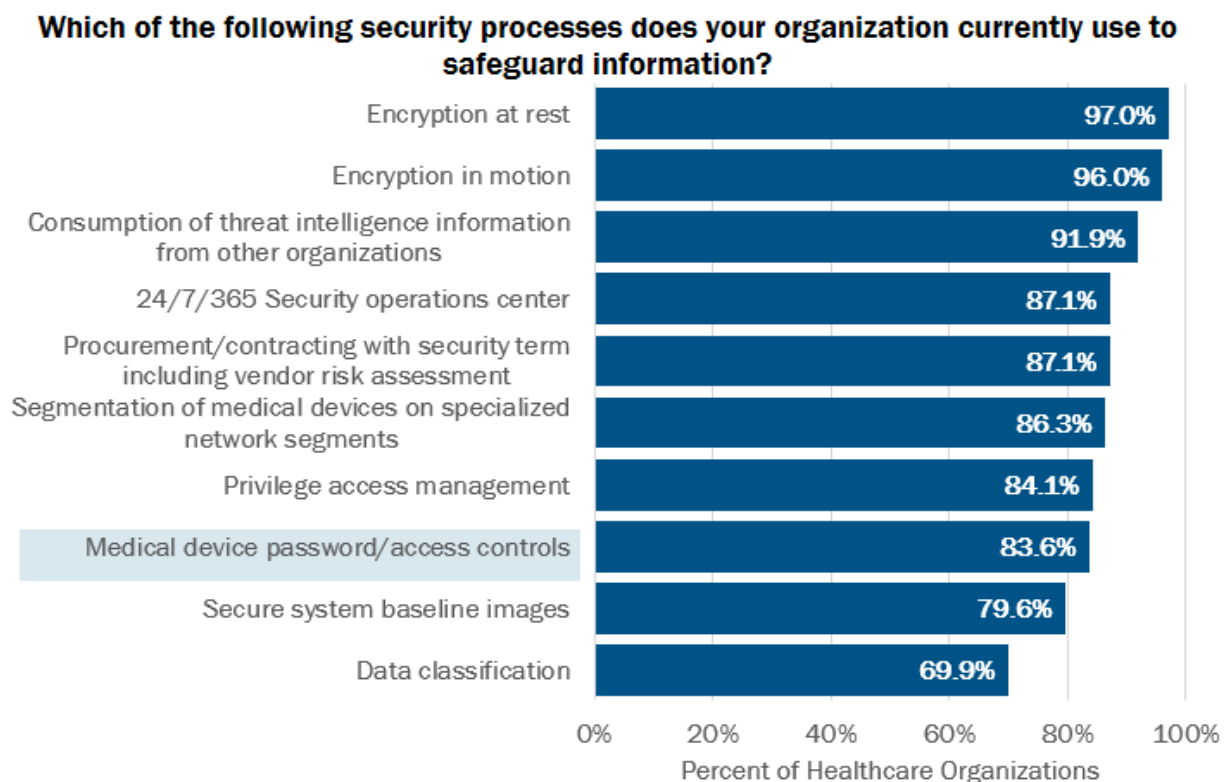 Which of the following security processes does your organization currently use to
safeguard information?
Encryption at rest
97.0%
Encryption in motion
96.0%
Consumption of threat intelligence information
from other organizations
91.9%
24/7/365 Security operations center
87.1%
Procurement/contracting with security term
including vendor risk assessment
87.1%
Segmentation of medical devices on specialized
network segments
86.3%
Privilege access management
84.1%
Medical device password/access controls
83.6%
Secure system baseline images
79.6%
Data classification
69.9%
0% 20% 40% 60% 80% 100%
Percent of Healthcare Organizations